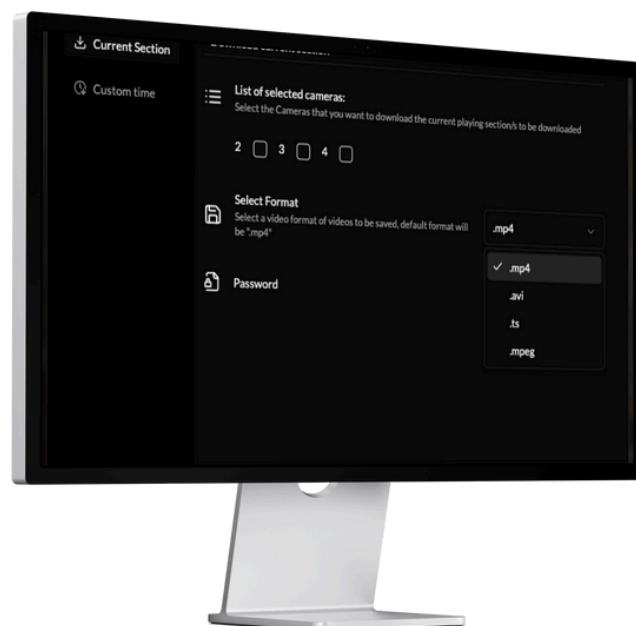 Current Section
Custom time
List of selected cameras:
Select the Cameras that you want to download the current playing section/s to be downloaded
2 3 4
Select Format
Select a video format of videos to be saved, default format will
be ".mp4"
.mp4
.mp4
.avi
.ts
.mpeg
Password